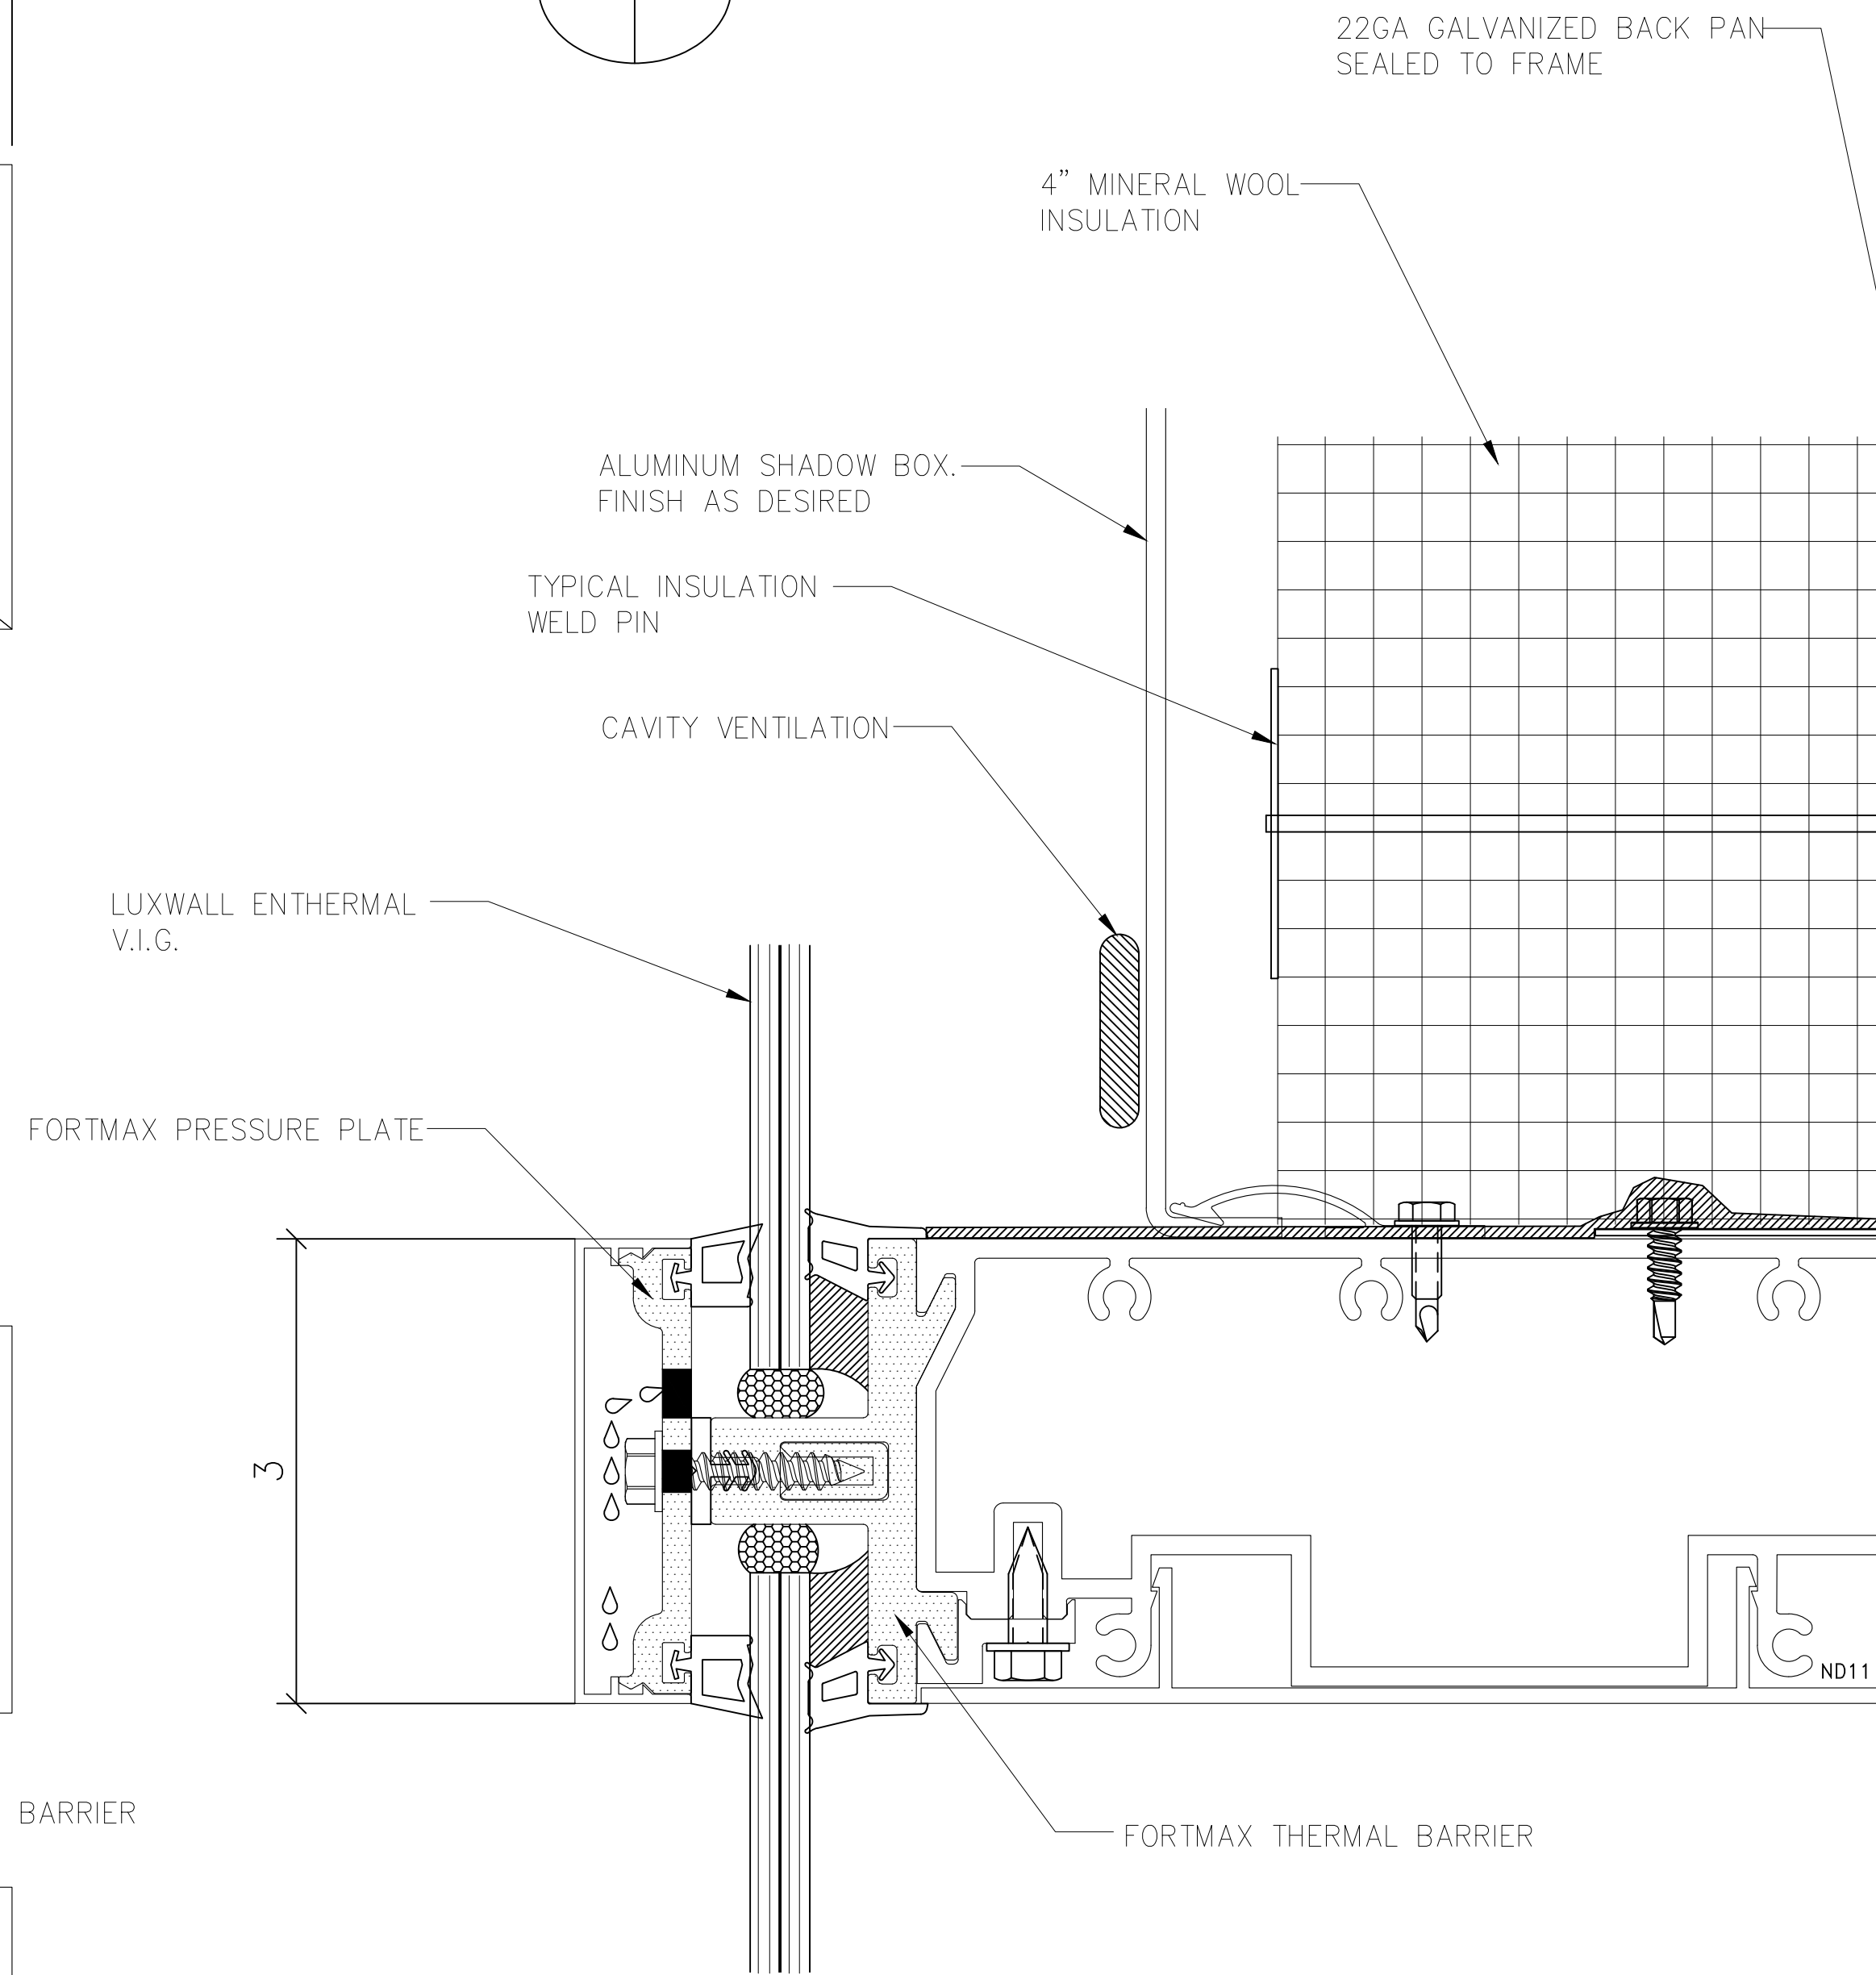 22GA GALVANIZED BACK PAN
SEALED TO FRAME
4” MINERAL WOOL
INSULATION
ALUMINUM SHADOW BOX.
FINISH AS DESIRED
TYPICAL INSULATION
WELD PIN
CAVITY VENTILATION
LUXWALL ENTHERMAL
V.I.G.
FORTMAX PRESSURE PLATE
3
ND11
BARRIER
FORTMAX THERMAL BARRIER